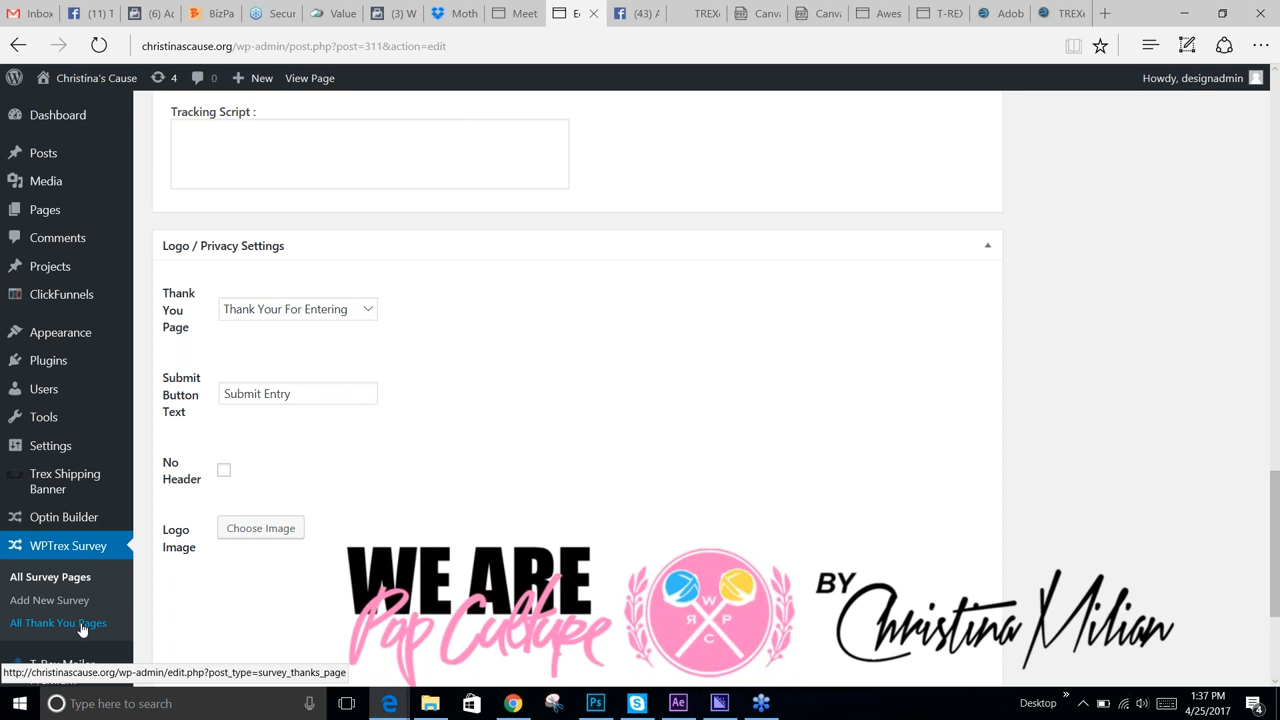 Inbox
(11) T
(6) Ac
BizPa
Secur
Value
(3) W
Moth
Meet
E
(43) A
TREX
Canva
Canva
Awes
T-RE
Adob
TREX
christinascause.org/wp-admin/post.php?post=311&action=edit
Christina's Cause
4
0
New
View Page
Howdy, designadmin
Dashboard
Posts
Media
Pages
Comments
Projects
ClickFunnels
Appearance
Plugins
Users
Tools
Settings
Trex Shipping
Banner
Optin Builder
WPTrex Survey
All Survey Pages
Add New Survey
All Thank You Pages
http://christinascause.org/wp-admin/edit.php?post_type=survey_thanks_page
Tracking Script :
Logo / Privacy Settings
Thank
You
Page
Thank Your For Entering
Submit
Button
Text
Submit Entry
No
Header
Logo
Image
Choose Image
WE ARE
Pop Culture
W
P
C
BY
Christina Milian
Type here to search
Desktop
1:37 PM
4/25/2017
4